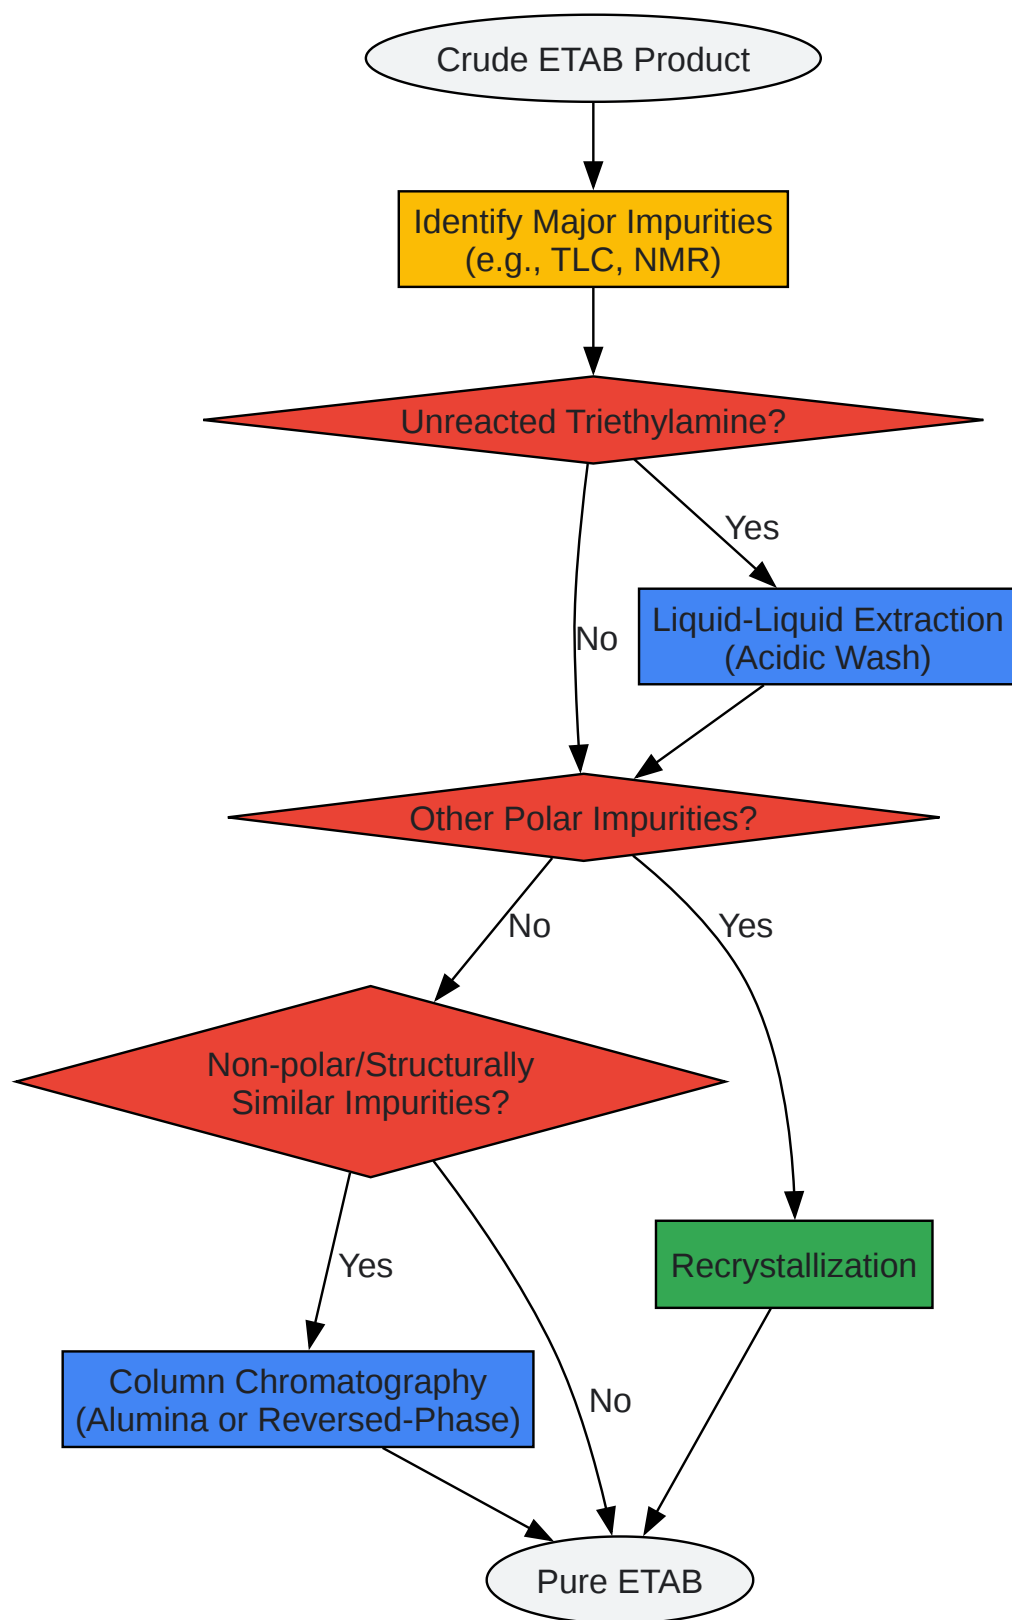 Crude ETAB Product
Identify Major Impurities
(e.g., TLC, NMR)
Unreacted Triethylamine?
Yes
Liquid-Liquid Extraction
(Acidic Wash)
No
Other Polar Impurities?
No
Yes
Non-polar/Structurally
Similar Impurities?
Yes
Recrystallization
Column Chromatography
(Alumina or Reversed-Phase)
No
Pure ETAB